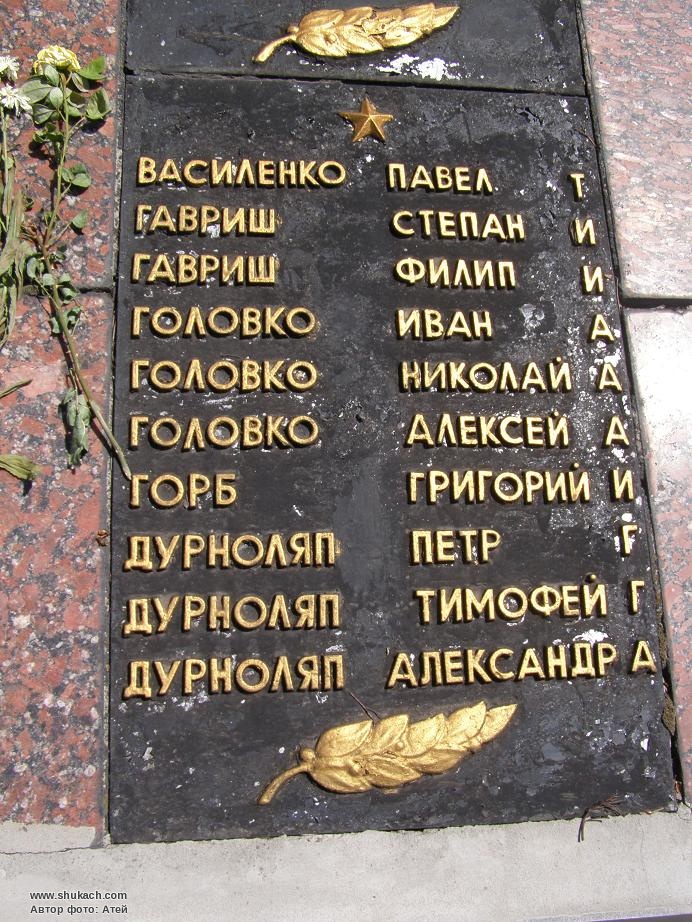 ВАСИЛЕНКО ПАВЕЛ Т
ГАВРИШ СТЕПАН И
ГАВРИШ ФИЛИП И
ГОЛОВКО ИВАН А
ГОЛОВКО НИКОЛАЙ А
ГОЛОВКО АЛЕКСЕЙ А
ГОРБ ГРИГОРИЙ И
ДУРНОЛЯП ПЕТР Г
ДУРНОЛЯП ТИМОФЕЙ Г
ДУРНОЛЯП АЛЕКСАНДР А
www.shukach.com
Автор фото: Атей